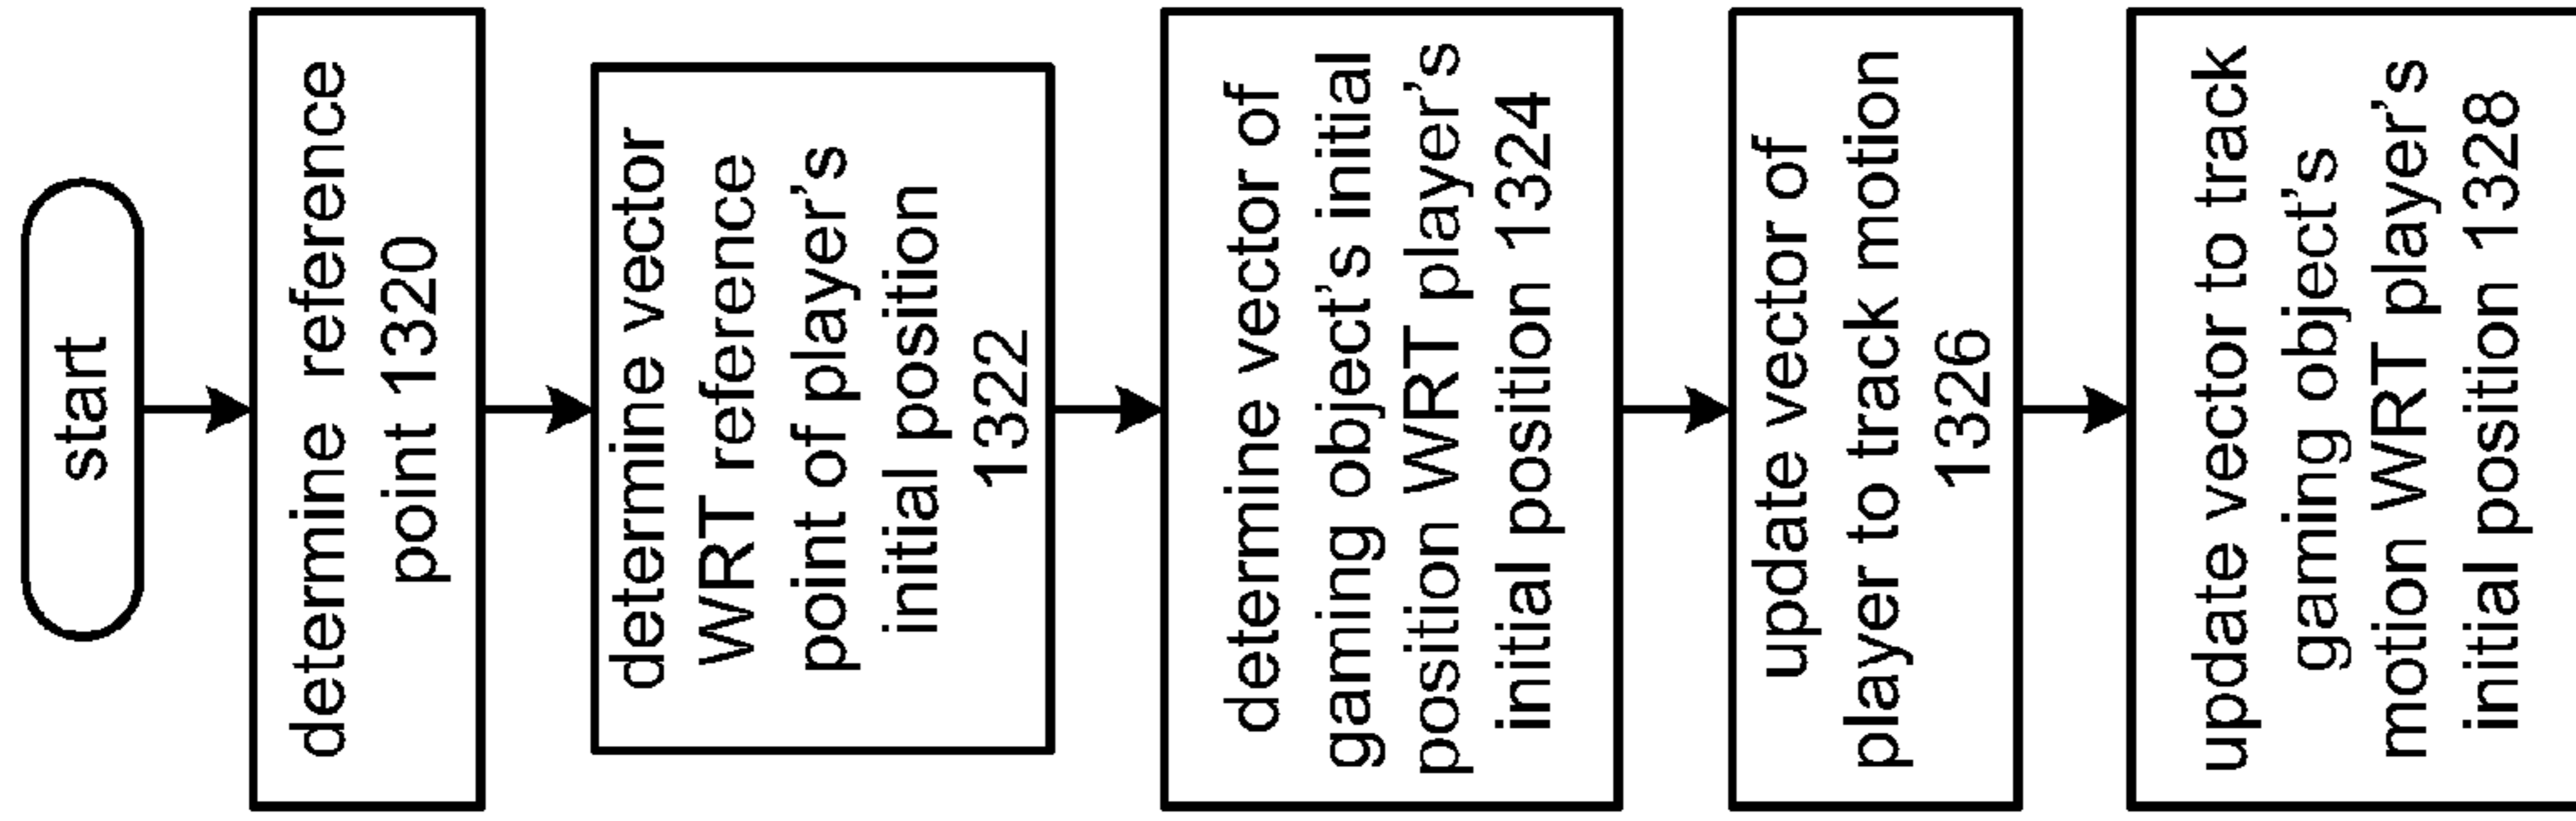 start
determine reference
point 1320
determine vector
WRT reference
point of player's
initial position
1322
determine vector of
gaming object's initial
position WRT player's
initial position 1324
update vector of
player to track motion
1326
update vector to track
gaming object's
motion WRT player's
initial position 1328